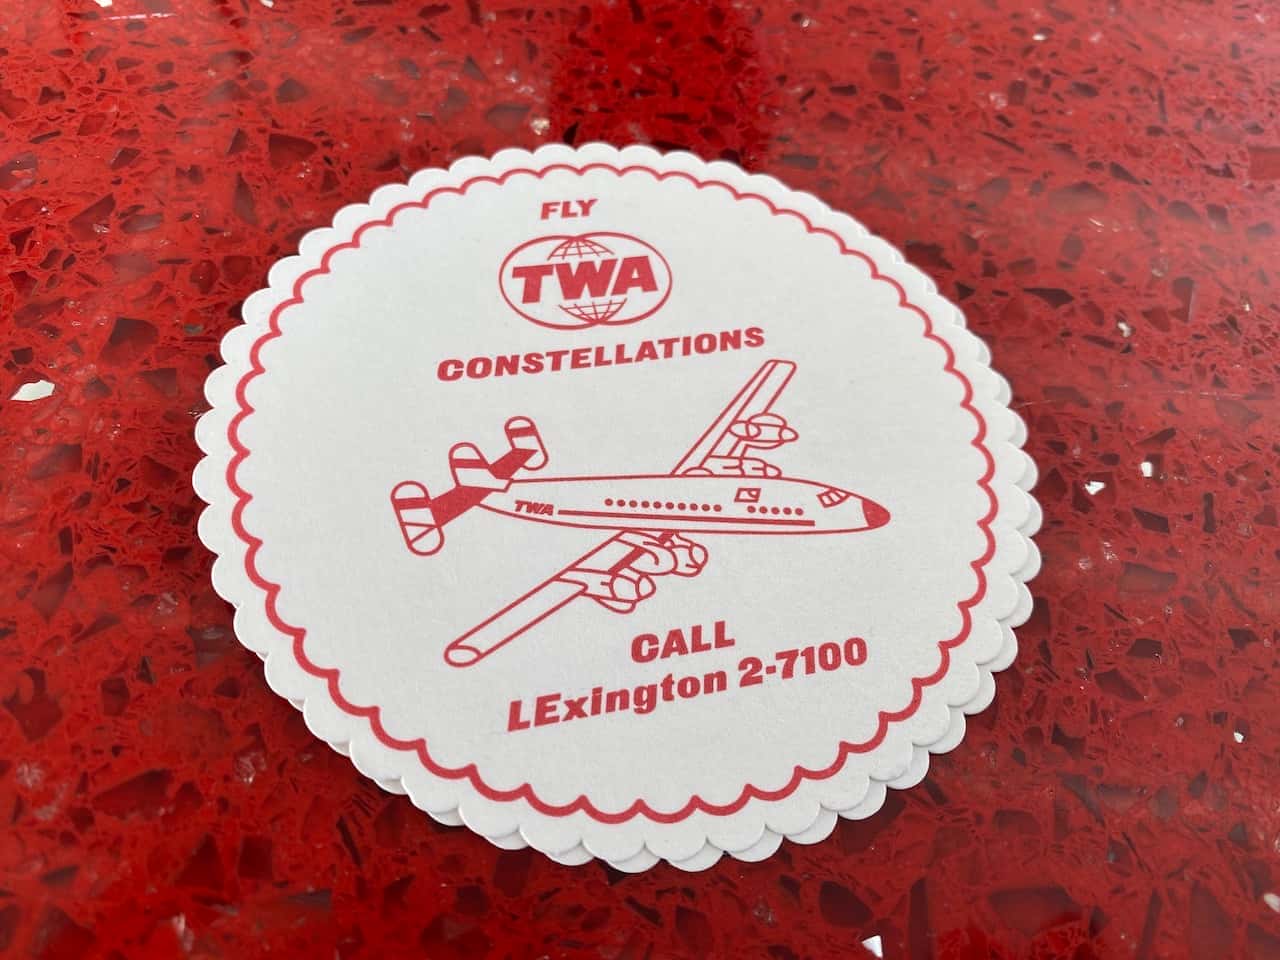 FLY
TWA
CONSTELLATIONS
TWA
CALL
LExington 2-7100